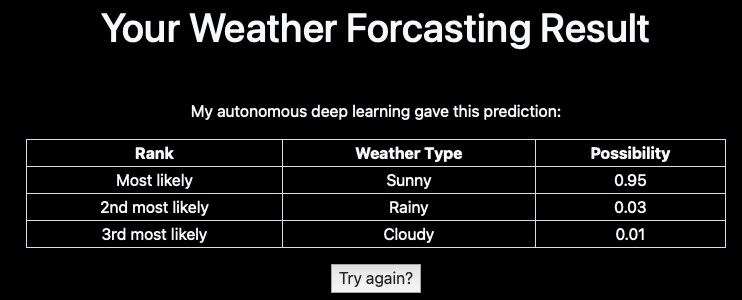 Your Weather Forcasting Result
My autonomous deep learning gave this prediction:
Rank Weather Type Possibility
Most likely Sunny 0.95
2nd most likely Rainy 0.03
3rd most likely Cloudy 0.01
Try again?